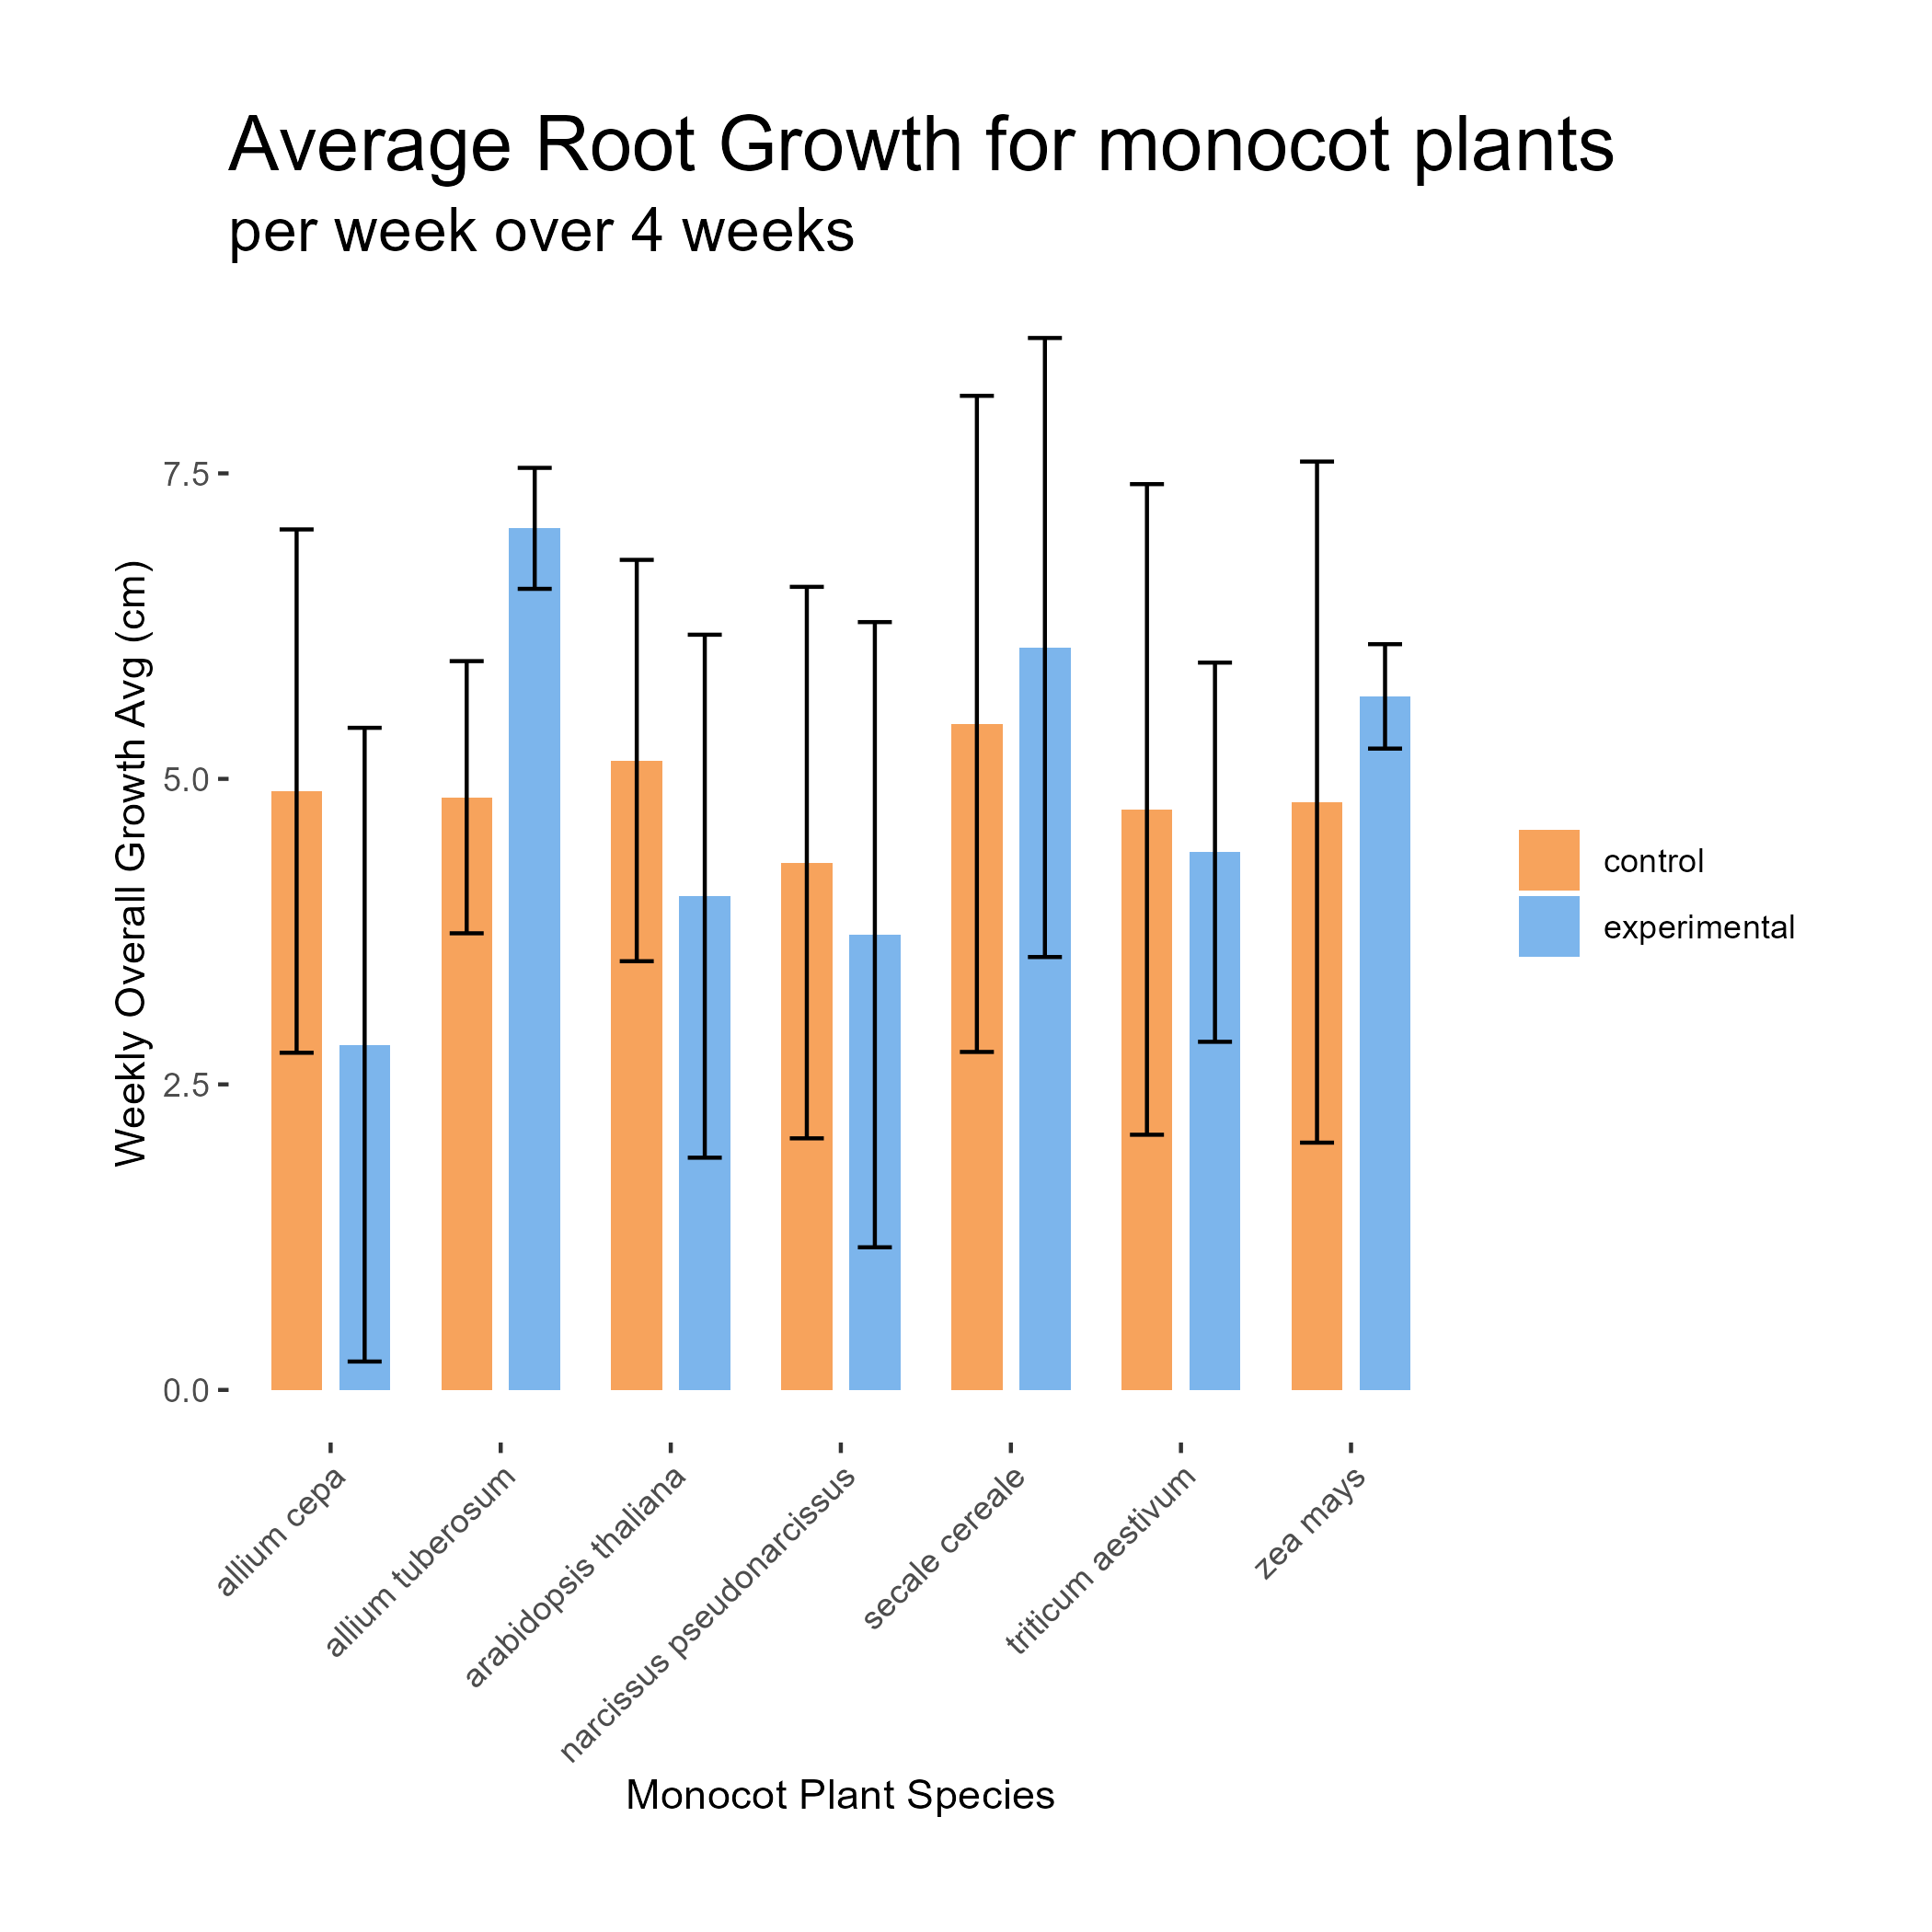 Average Root Growth for monocot plants
per week over 4 weeks
Weekly Overall Growth Avg (cm)
7.5
5.0
2.5
0.0
control
experimental
allium cepa
allium tuberosum
arabidopsis thaliana
narcissus pseudonarcissus
secale cereale
triticum aestivum
zea mays
Monocot Plant Species